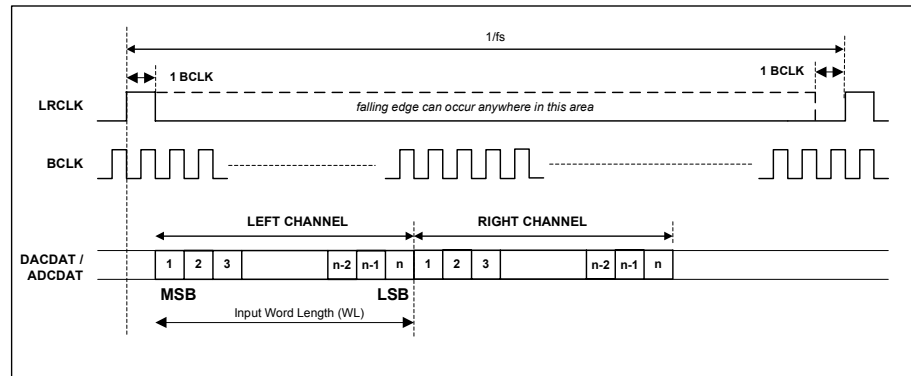 1/fs
1 BCLK
1 BCLK
LRCLK
falling edge can occur anywhere in this area
BCLK
LEFT CHANNEL
RIGHT CHANNEL
DACDAT /
ADCDAT
1 2 3 n-2 n-1 n 1 2 3 n-2 n-1 n
MSB
LSB
Input Word Length (WL)